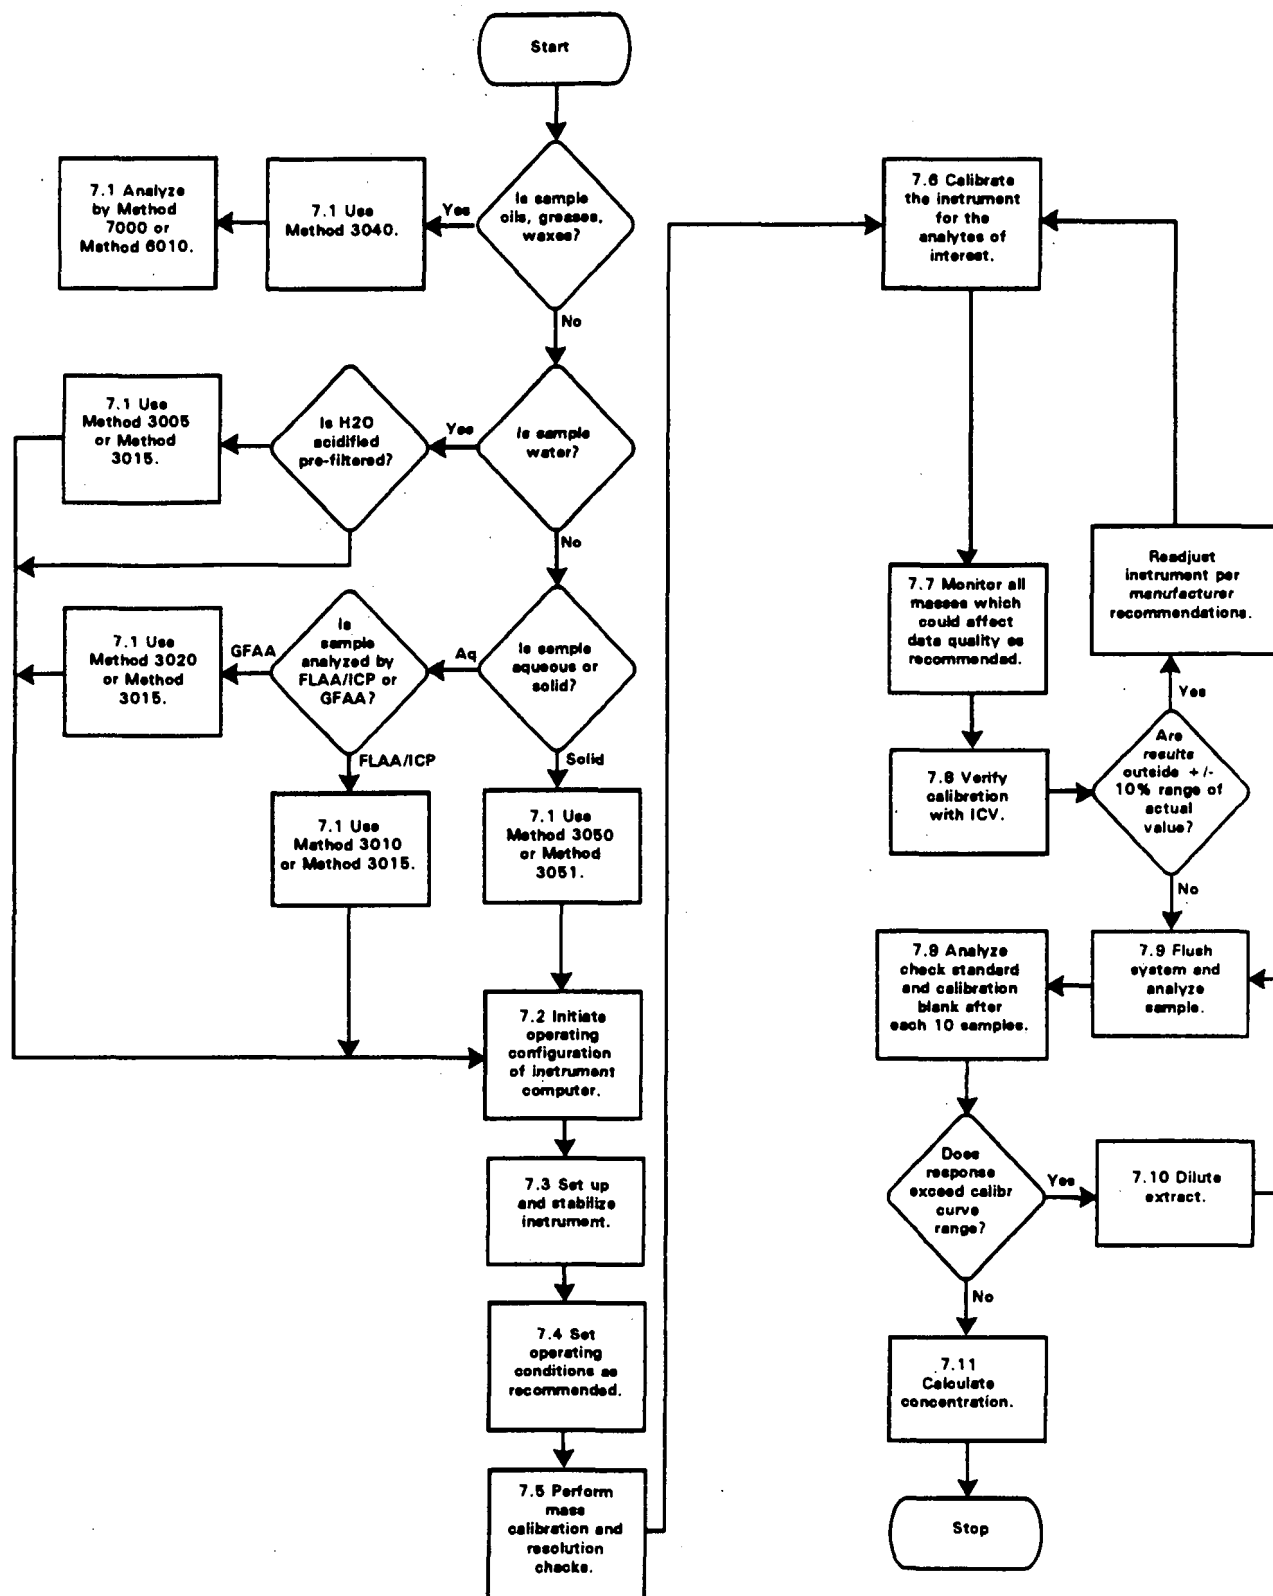 Start
Is sample
oils, greases,
waxes?
Yes
7.1 Use
Method 3040.
7.1 Analyze
by Method
7000 or
Method 6010.
No
Is sample
water?
Yes
Is H2O
acidified
pre-filtered?
7.1 Use
Method 3005
or Method
3015.
No
Is sample
aqueous or
solid?
Aq
Is
sample
analyzed by
FLAA/ICP or
GFAA?
GFAA
7.1 Use
Method 3020
or Method
3015.
FLAA/ICP
7.1 Use
Method 3010
or Method 3015.
Solid
7.1 Use
Method 3050
or Method
3051.
7.2 Initiate
operating
configuration
of instrument
computer.
7.3 Set up
and stabilize
instrument.
7.4 Set
operating
conditions as
recommended.
7.5 Perform
mass
calibration and
resolution
checks.
7.6 Calibrate
the instrument
for the
analytes of
interest.
7.7 Monitor all
masses which
could affect
data quality as
recommended.
7.8 Verify
calibration
with ICV.
Are
results
outside +/-
10% range of
actual
value?
Yes
Readjust
instrument per
manufacturer
recommendations.
No
7.9 Flush
system and
analyze
sample.
7.9 Analyze
check standard
and calibration
blank after
each 10 samples.
Does
response
exceed calibr
curve
range?
Yes
7.10 Dilute
extract.
No
7.11
Calculate
concentration.
Stop